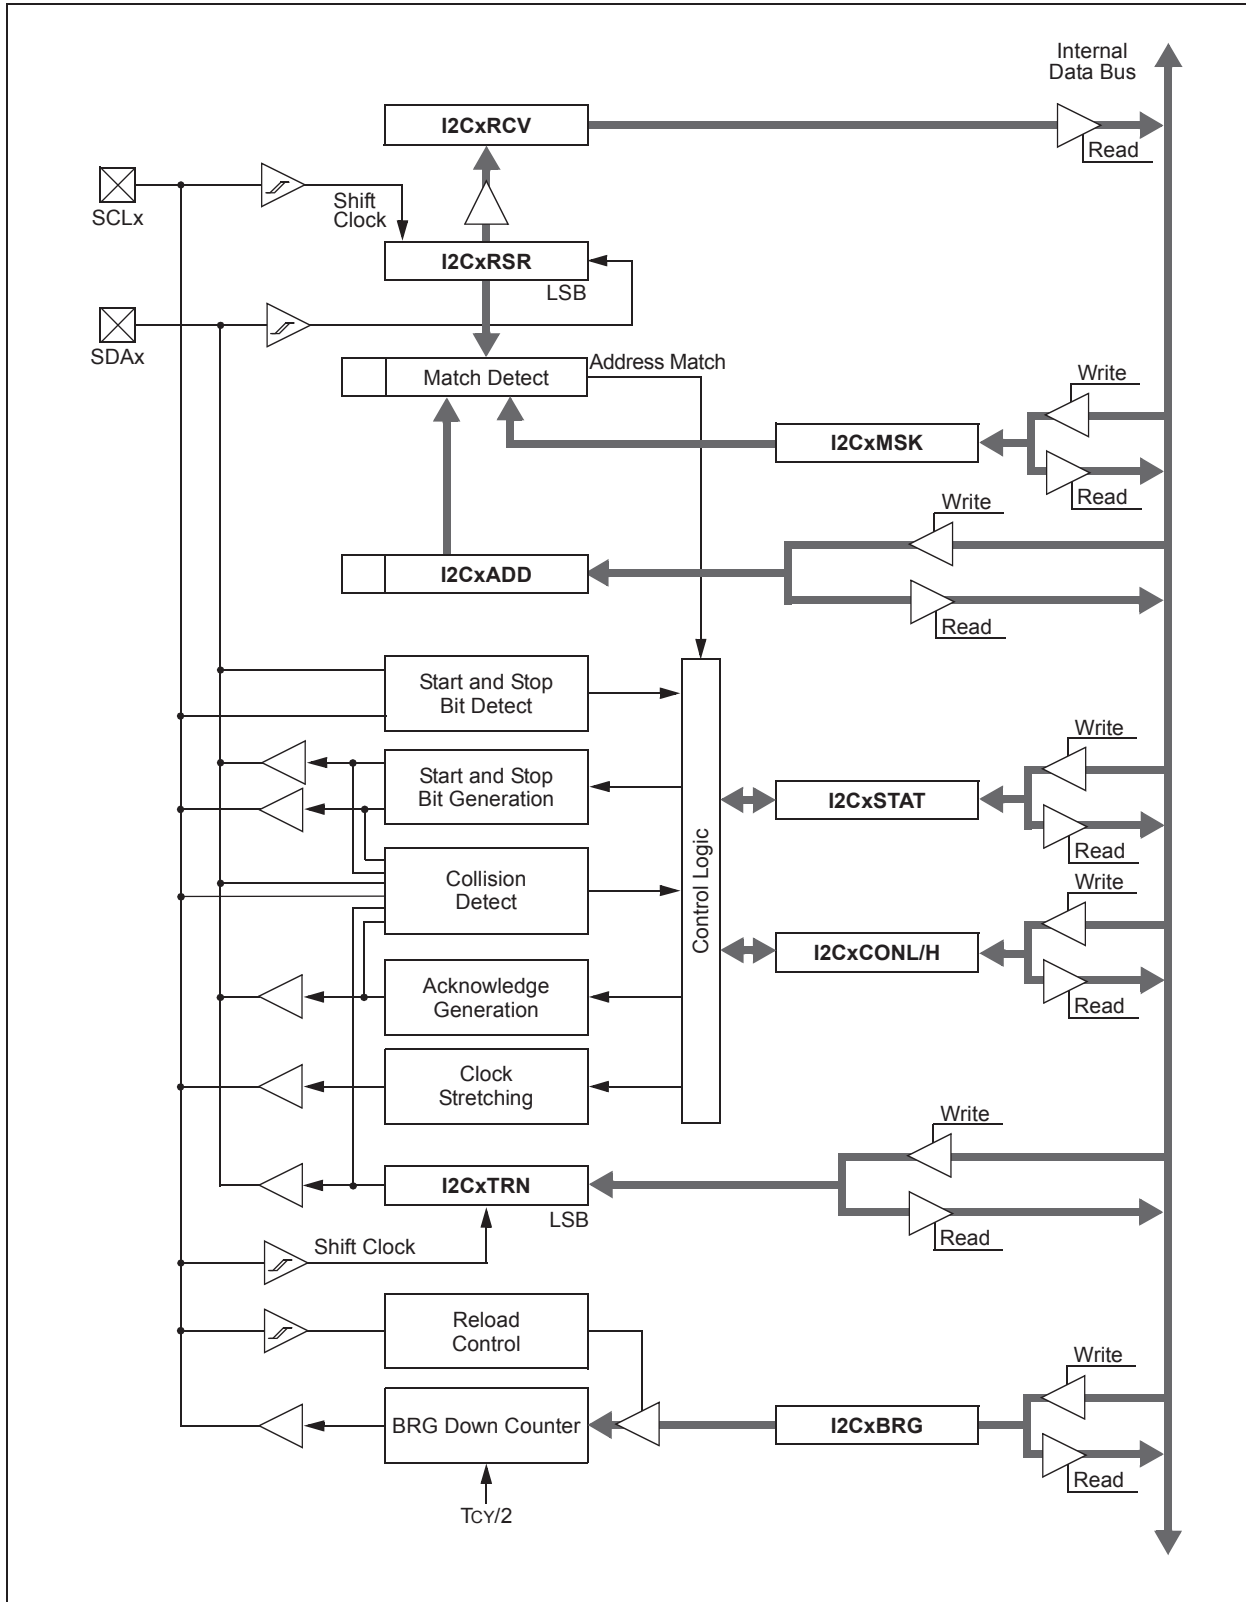 Internal
Data Bus
I2CxRCV
Read
Shift
Clock
SCLx
I2CxRSR
LSB
SDAx
Address Match
Match Detect
Write
I2CxMSK
Read
Write
I2CxADD
Read
Start and Stop
Bit Detect
Write
Start and Stop
Bit Generation
I2CxSTAT
Read
Control Logic
Collision
Detect
Write
I2CxCONL/H
Read
Acknowledge
Generation
Clock
Stretching
Write
I2CxTRN
LSB
Read
Shift Clock
Reload
Control
Write
BRG Down Counter
I2CxBRG
Read
TCY/2